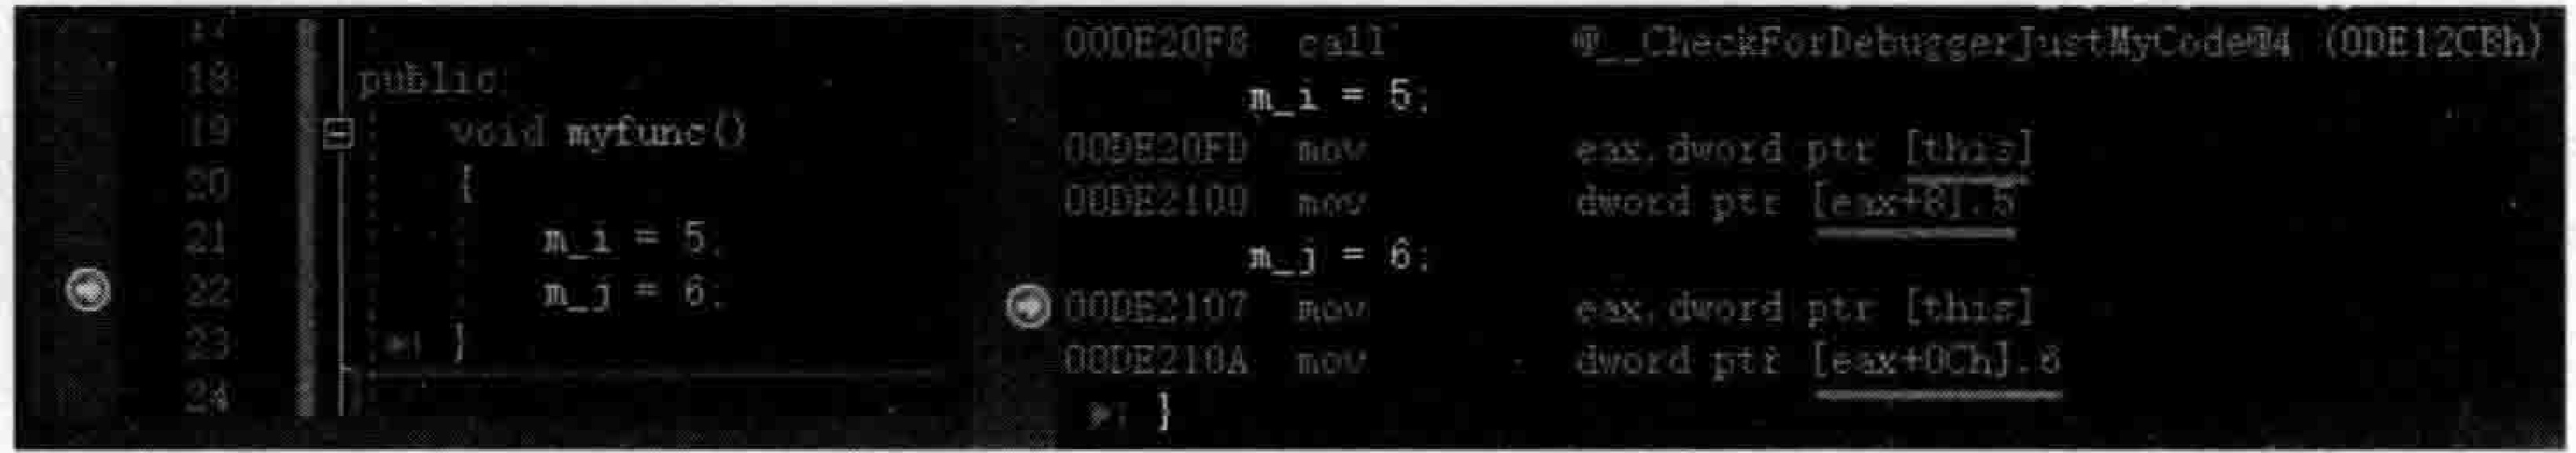 17
18 public:
19 void myfunc()
20 {
21 m_i = 5;
22 m_j = 6;
23 }
24
00DE20F8 call @__CheckForDebuggerJustMyCode@4 (0DE12CBh)
m_i = 5;
00DE20FD mov eax,dword ptr [this]
00DE2100 mov dword ptr [eax+8],5
m_j = 6;
00DE2107 mov eax,dword ptr [this]
00DE210A mov dword ptr [eax+0Ch],6
}